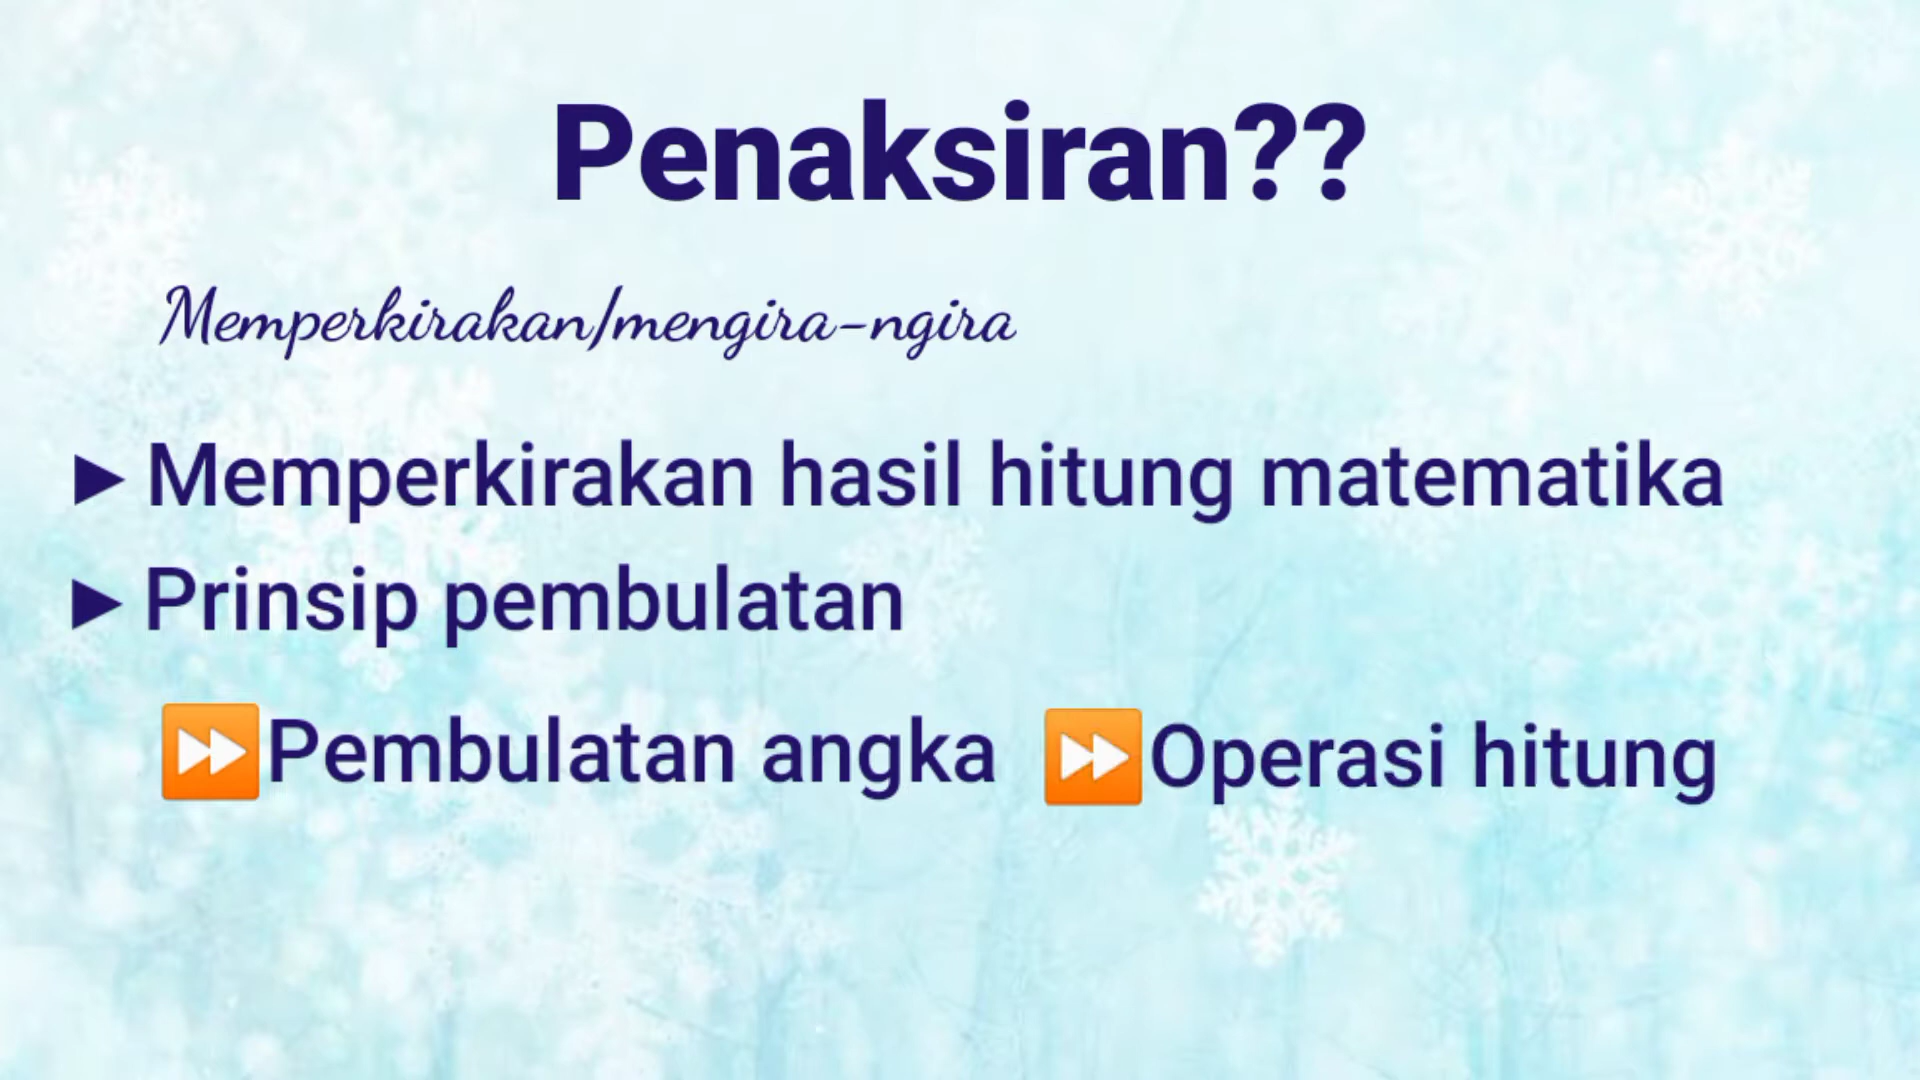 Penaksiran??
Memperkirakan/mengira-ngira
► Memperkirakan hasil hitung matematika
► Prinsip pembulatan
⏩Pembulatan angka ⏩Operasi hitung